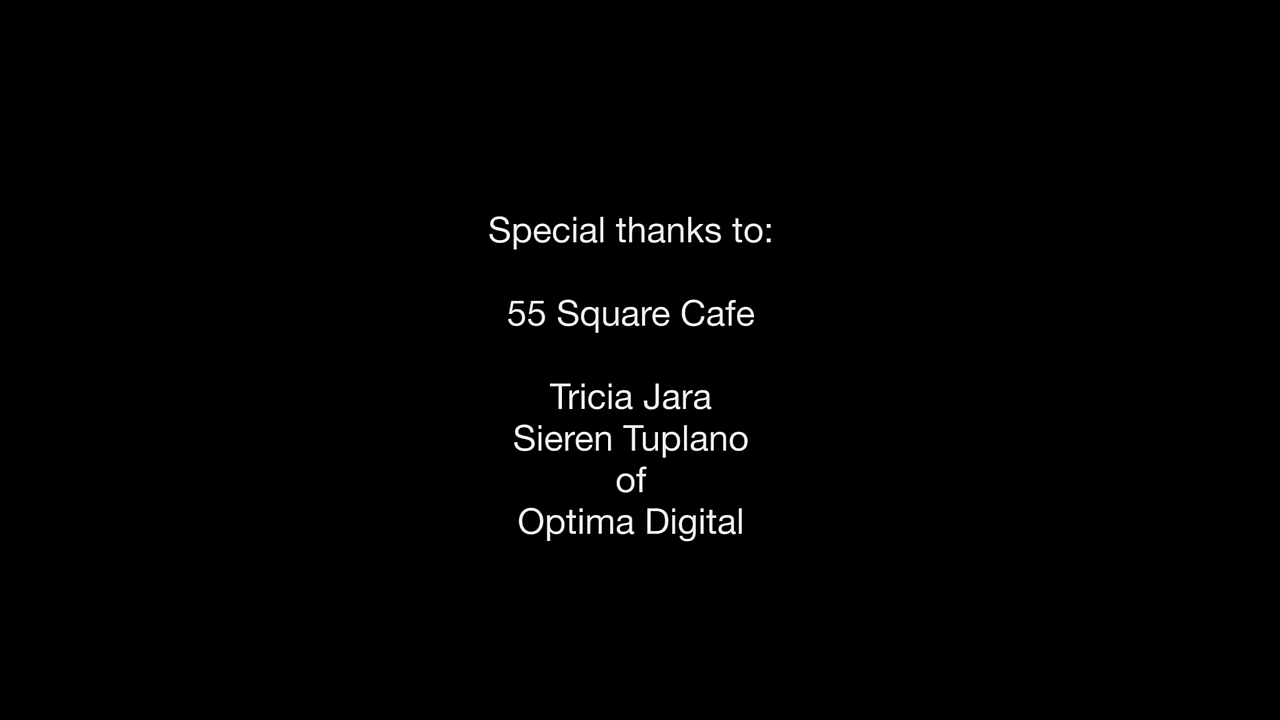 Special thanks to:
55 Square Cafe
Tricia Jara
Sieren Tuplano
of
Optima Digital